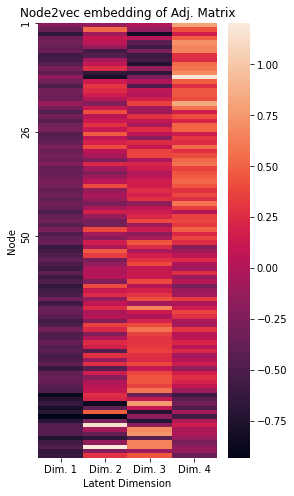 Node2vec embedding of Adj. Matrix
1
26
50
Node
Dim. 1 Dim. 2 Dim. 3 Dim. 4
Latent Dimension
1.00
0.75
0.50
0.25
0.00
−0.25
−0.50
−0.75